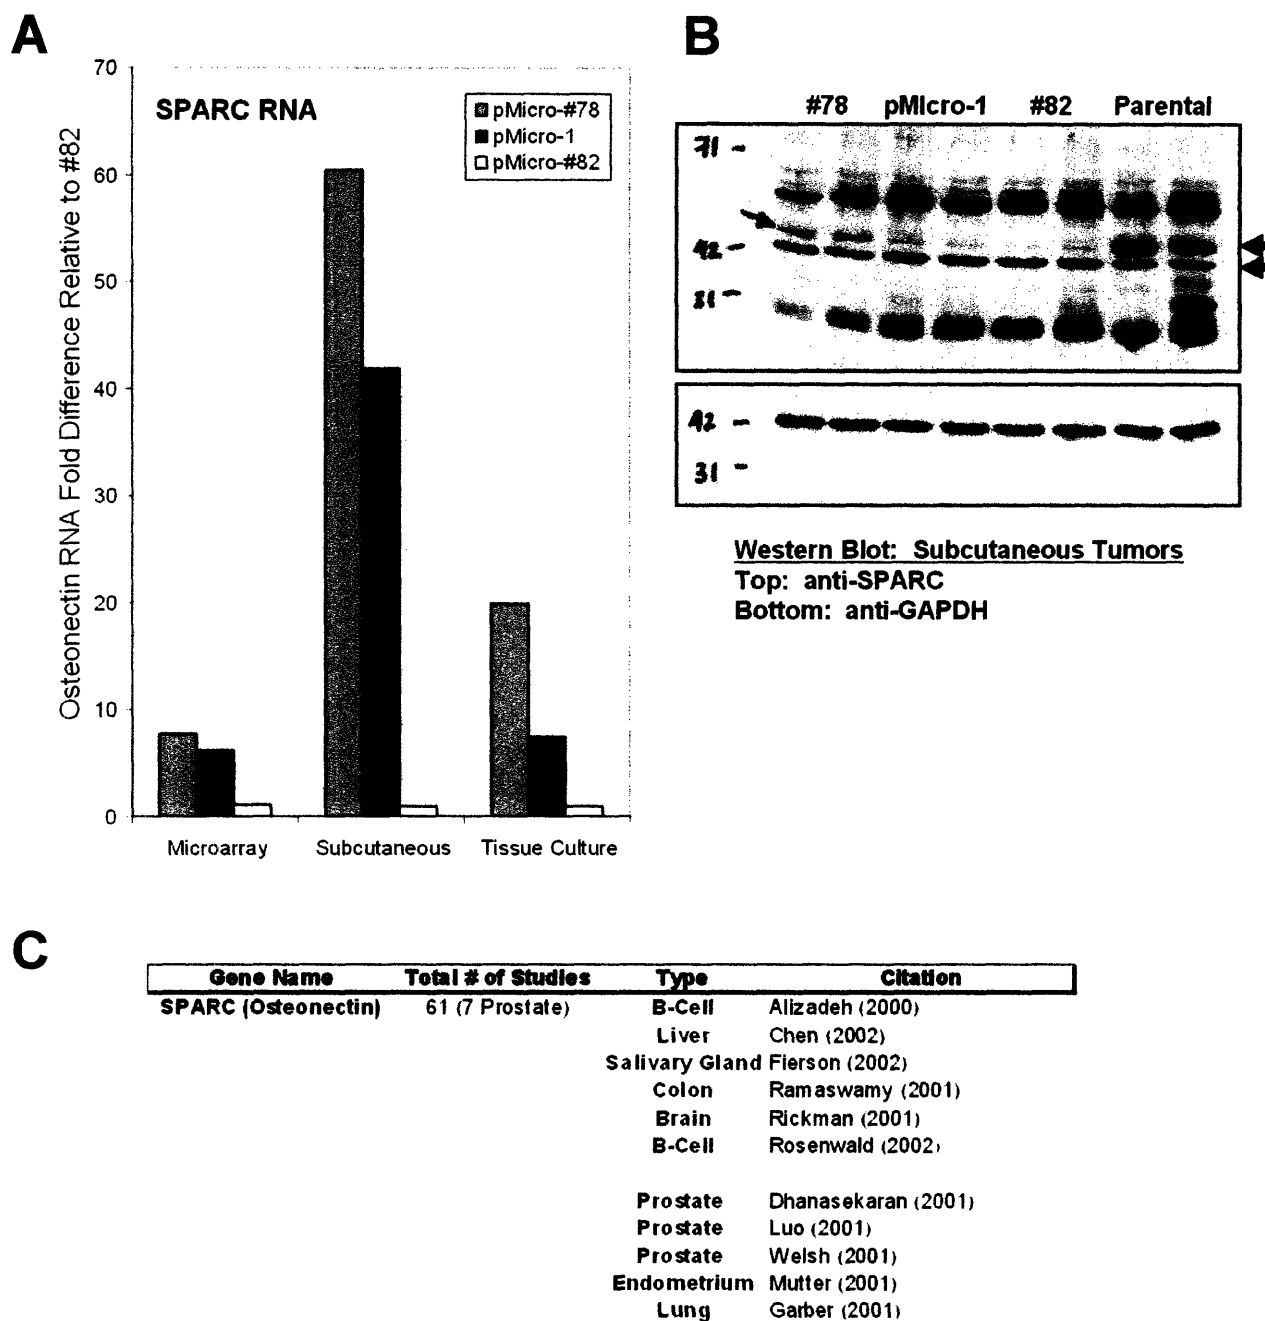 A
70
60
50
40
30
20
10
0
Osteonectin RNA Fold Difference Relative to #82
SPARC RNA
pMicro-#78
pMicro-1
pMicro-#82
Microarray Subcutaneous Tissue Culture
B
#78 pMicro-1 #82 Parental
71
42
31
42
31
Western Blot: Subcutaneous Tumors
Top: anti-SPARC
Bottom: anti-GAPDH
C
Gene Name Total # of Studies Type Citation
SPARC (Osteonectin) 61 (7 Prostate) B-Cell Alizadeh (2000)
Liver Chen (2002)
Salivary Gland Fierson (2002)
Colon Ramaswamy (2001)
Brain Rickman (2001)
B-Cell Rosenwald (2002)
Prostate Dhanasekaran (2001)
Prostate Luo (2001)
Prostate Welsh (2001)
Endometrium Mutter (2001)
Lung Garber (2001)